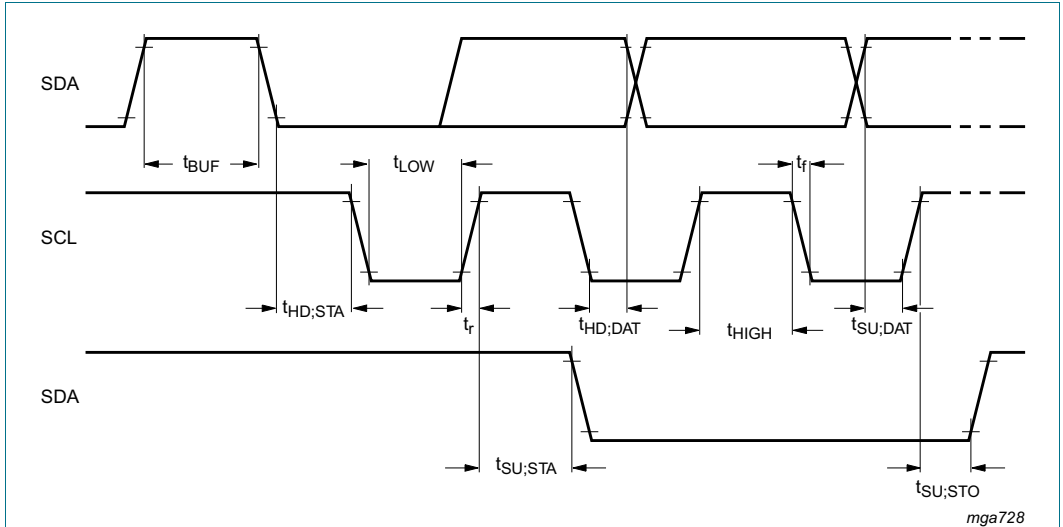 SDA
tBUF
tLOW
tf
SCL
tHD;STA
tr
tHD;DAT
tHIGH
tSU;DAT
SDA
tSU;STA
tSU;STO
mga728